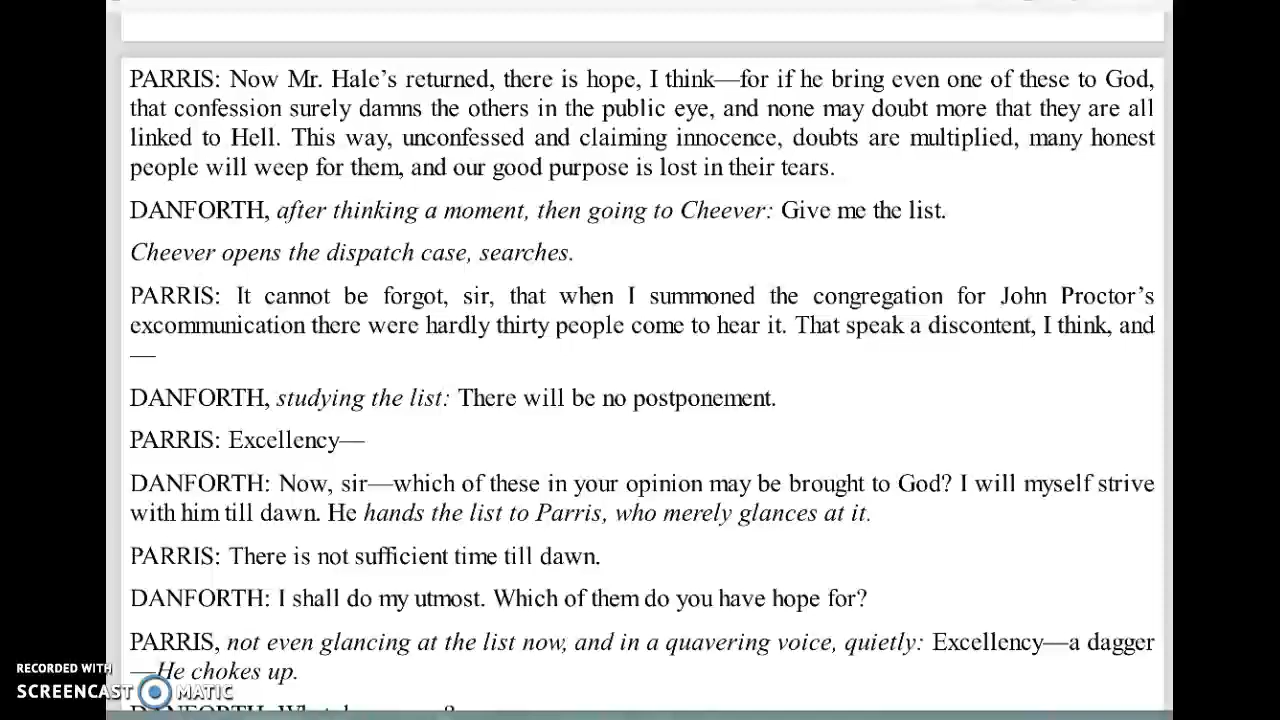 PARRIS: Now Mr. Hale’s returned, there is hope, I think—for if he bring even one of these to God,
that confession surely damns the others in the public eye, and none may doubt more that they are all
linked to Hell. This way, unconfessed and claiming innocence, doubts are multiplied, many honest
people will weep for them, and our good purpose is lost in their tears.
DANFORTH, after thinking a moment, then going to Cheever: Give me the list.
Cheever opens the dispatch case, searches.
PARRIS: It cannot be forgot, sir, that when I summoned the congregation for John Proctor’s
excommunication there were hardly thirty people come to hear it. That speak a discontent, I think, and
—
DANFORTH, studying the list: There will be no postponement.
PARRIS: Excellency—
DANFORTH: Now, sir—which of these in your opinion may be brought to God? I will myself strive
with him till dawn. He hands the list to Parris, who merely glances at it.
PARRIS: There is not sufficient time till dawn.
DANFORTH: I shall do my utmost. Which of them do you have hope for?
PARRIS, not even glancing at the list now, and in a quavering voice, quietly: Excellency—a dagger
—He chokes up.
RECORDED WITH
SCREENCAST MATIC